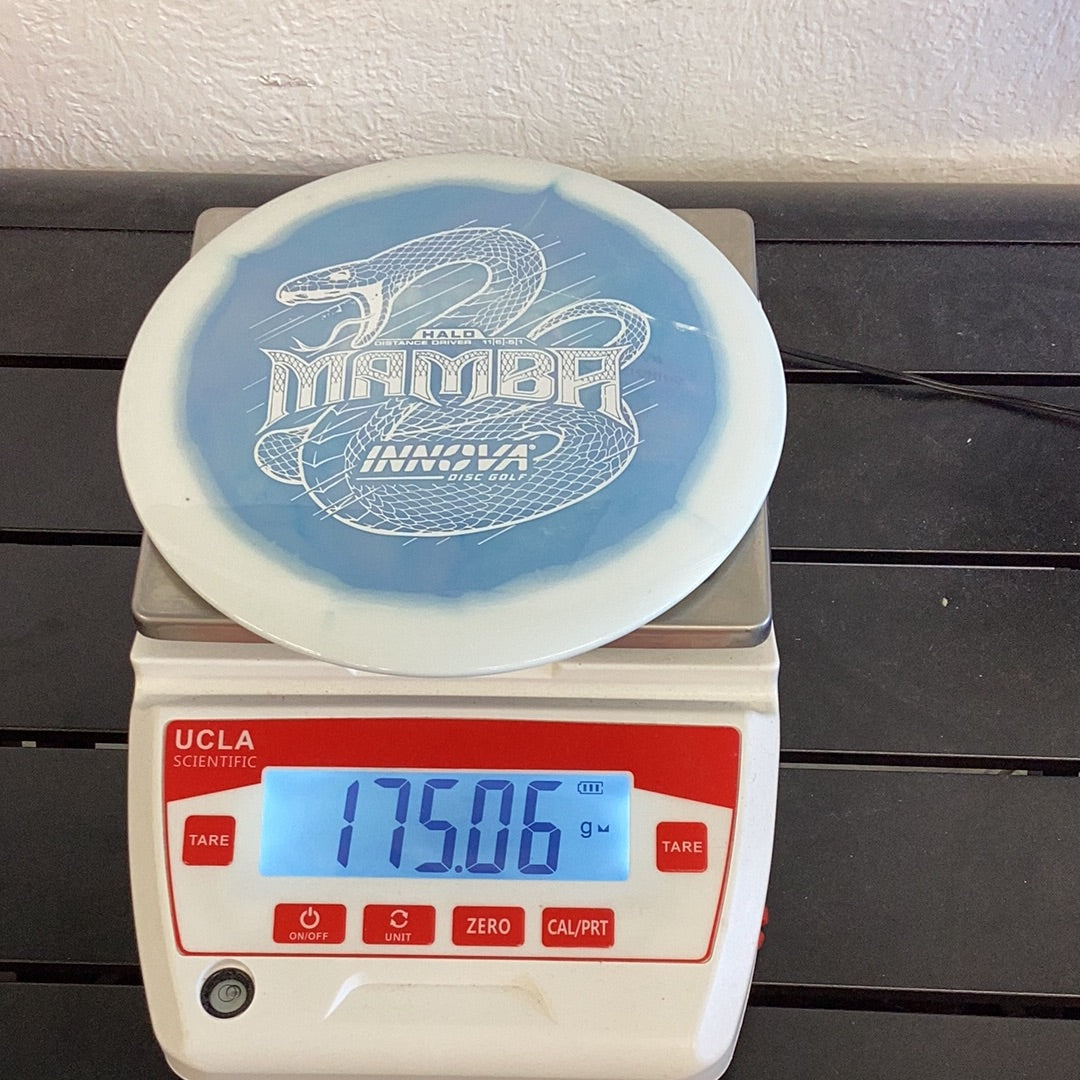 HALO
DISTANCE DRIVER 11|6|-5|1
MAMBA
INNOVA®
DISC GOLF
UCLA
SCIENTIFIC
175.06
g
TARE
TARE
ON/OFF
UNIT
ZERO
CAL/PRT